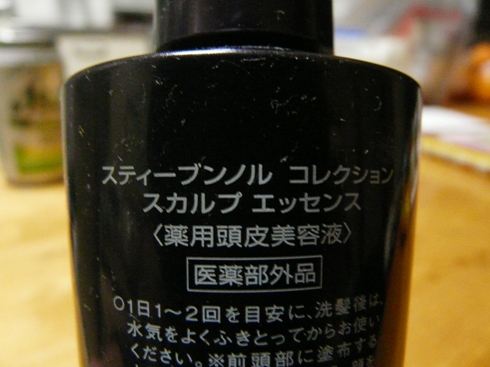 スティーブンノル コレクション
スカルプ エッセンス
〈薬用頭皮美容液〉
医薬部外品
○1日1〜2回を目安に、洗髪後は、
水気をよくふきとってからお使い
ください。※前頭部に塗布する